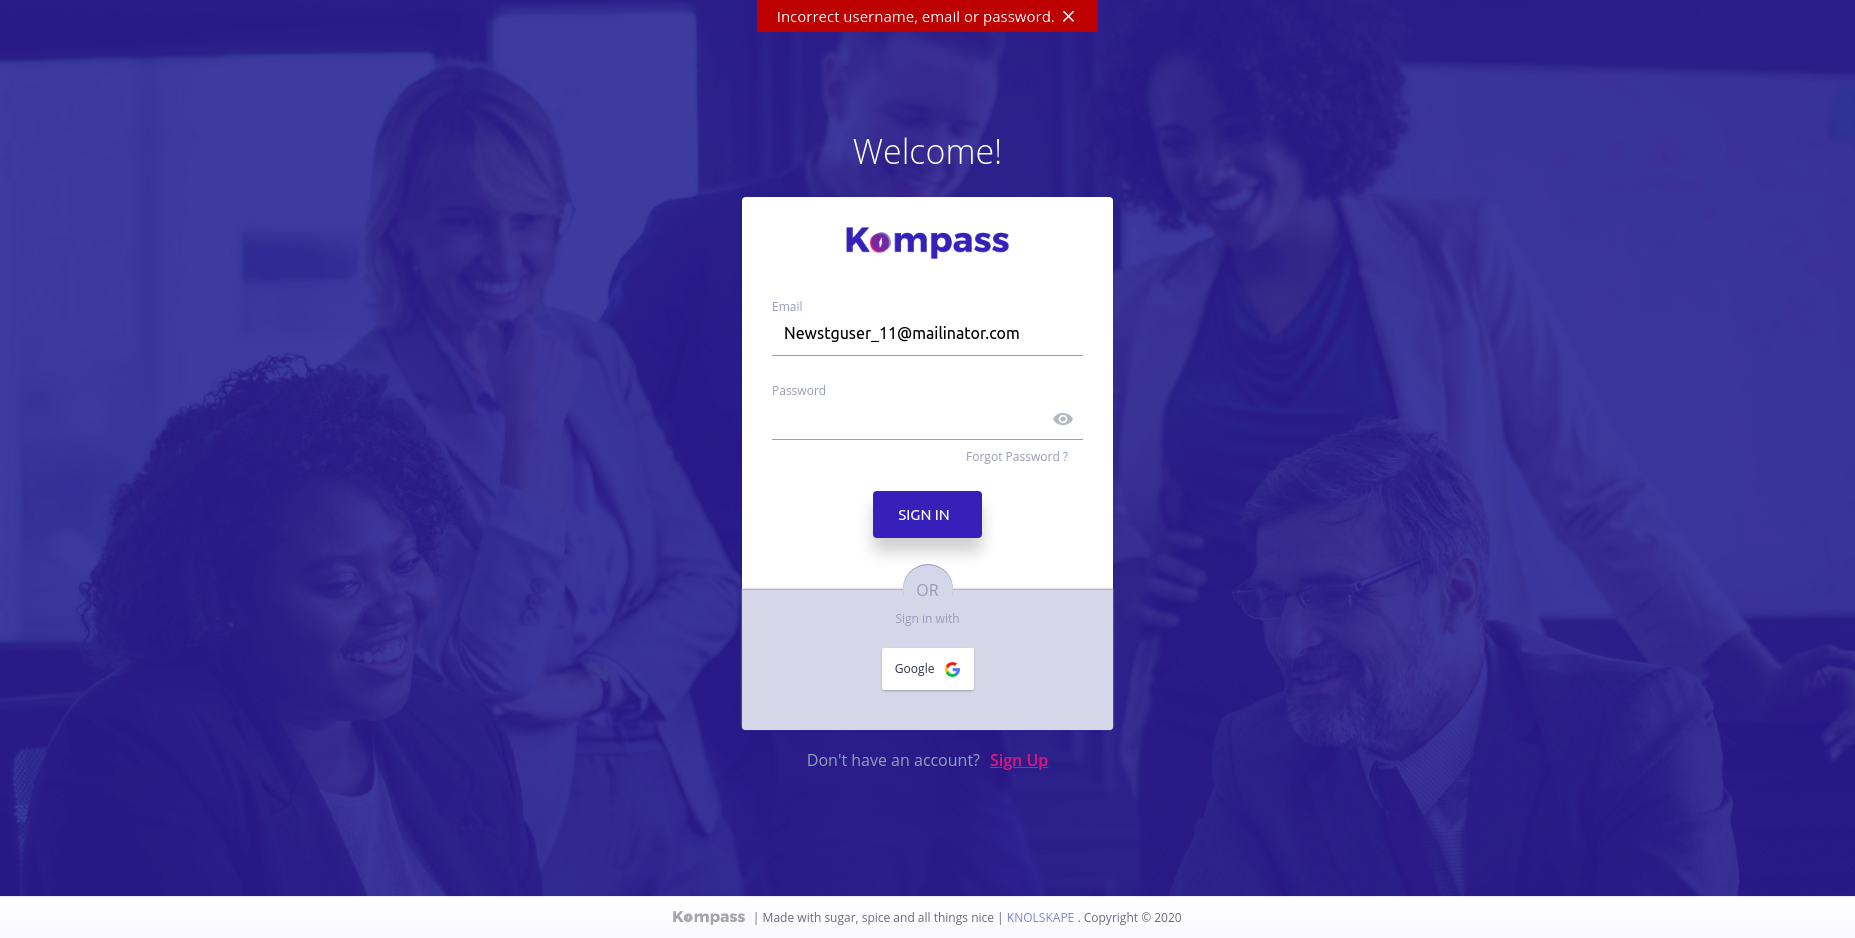 Incorrect username, email or password.
Welcome!
Kompass
Email
Newstguser_11@mailinator.com
Password
Forgot Password ?
SIGN IN
OR
Sign in with
Google
Don't have an account? Sign Up
Kompass | Made with sugar, spice and all things nice | KNOLSKAPE . Copyright © 2020